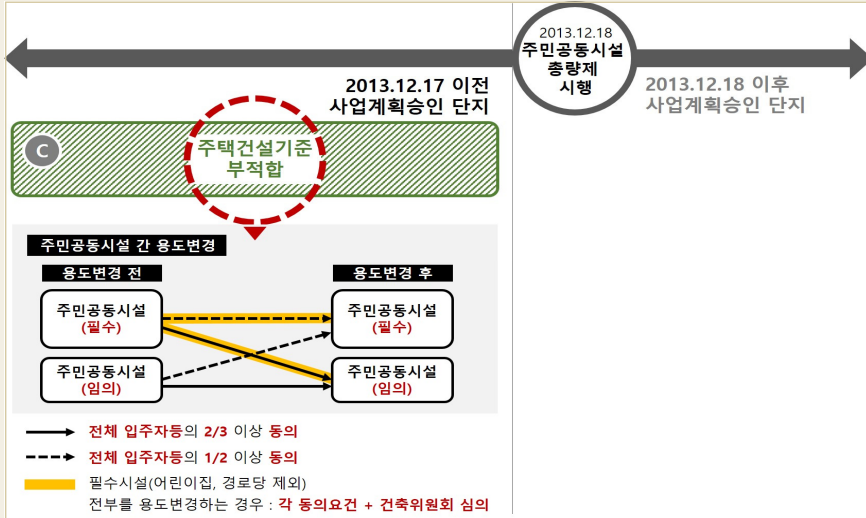 2013.12.18
주민공동시설
총량제
시행
2013.12.17 이전
사업계획승인 단지
2013.12.18 이후
사업계획승인 단지
C
주택건설기준
부적합
주민공동시설 간 용도변경
용도변경 전
용도변경 후
주민공동시설
(필수)
주민공동시설
(필수)
주민공동시설
(임의)
주민공동시설
(임의)
전체 입주자등의 2/3 이상 동의
전체 입주자등의 1/2 이상 동의
필수시설(어린이집, 경로당 제외)
전부를 용도변경하는 경우 : 각 동의요건 + 건축위원회 심의